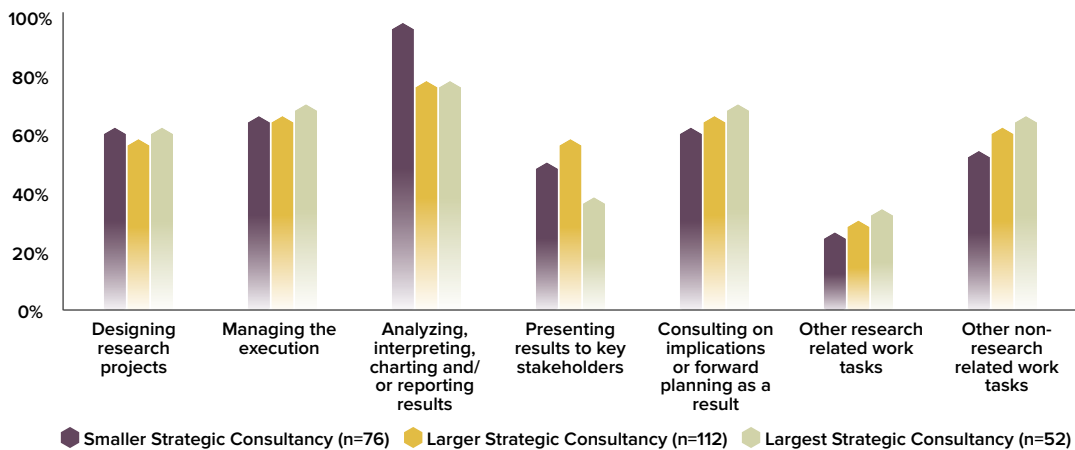 100%
80%
60%
40%
20%
0%
Designing
research
projects
Managing the
execution
Analyzing,
interpreting,
charting and/
or reporting
results
Presenting
results to key
stakeholders
Consulting on
implications
or forward
planning as a
result
Other research
related work
tasks
Other non-
research
related work
tasks
Smaller Strategic Consultancy (n=76)
Larger Strategic Consultancy (n=112)
Largest Strategic Consultancy (n=52)